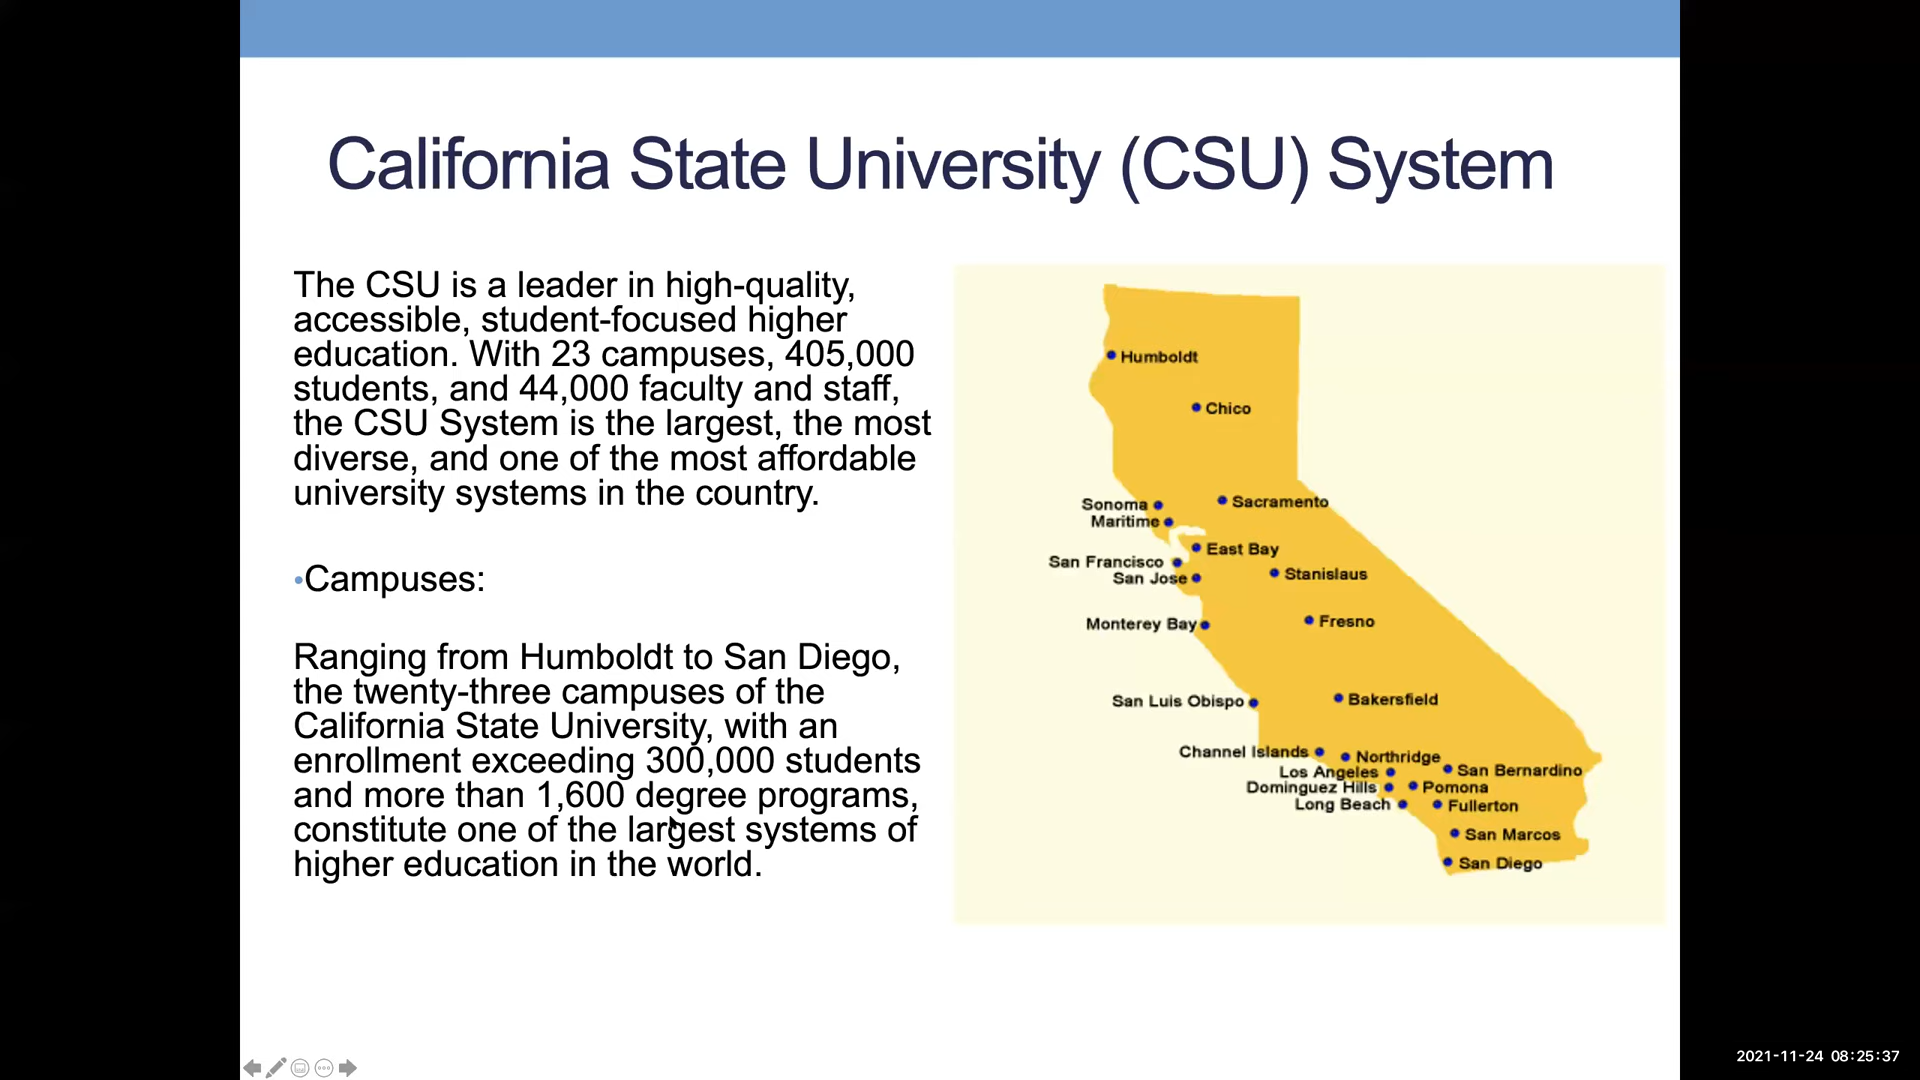 California State University (CSU) System
The CSU is a leader in high-quality,
accessible, student-focused higher
education. With 23 campuses, 405,000
students, and 44,000 faculty and staff,
the CSU System is the largest, the most
diverse, and one of the most affordable
university systems in the country.
•Campuses:
Ranging from Humboldt to San Diego,
the twenty-three campuses of the
California State University, with an
enrollment exceeding 300,000 students
and more than 1,600 degree programs,
constitute one of the largest systems of
higher education in the world.
Humboldt
Chico
Sacramento
Sonoma
Maritime
East Bay
San Francisco
Stanislaus
San Jose
Fresno
Monterey Bay
Bakersfield
San Luis Obispo
Channel Islands
Northridge
San Bernardino
Los Angeles
Pomona
Dominguez Hills
Long Beach
Fullerton
San Marcos
San Diego
2021-11-24 08:25:37